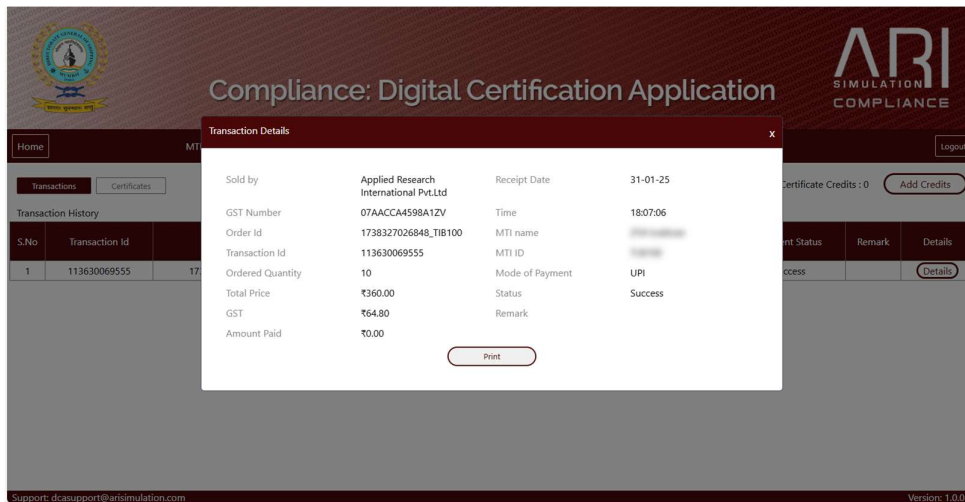 Compliance: Digital Certification Application
ARI
SIMULATION
COMPLIANCE
Home
MTI
Logout
Transactions
Certificates
Certificate Credits : 0
Add Credits
Transaction History
S.No
Transaction Id
Remark
Details
1
113630069555
Details
Transaction Details
x
Sold by
Applied Research
International Pvt.Ltd
Receipt Date
31-01-25
GST Number
07AACCA4598A1ZV
Time
18:07:06
Order Id
1738327026848_TIB100
MTI name
Transaction Id
113630069555
MTI ID
Ordered Quantity
10
Mode of Payment
UPI
Total Price
₹360.00
Status
Success
GST
₹64.80
Remark
Amount Paid
₹0.00
Print
Support: dcasupport@arisimulation.com
Version: 1.0.0